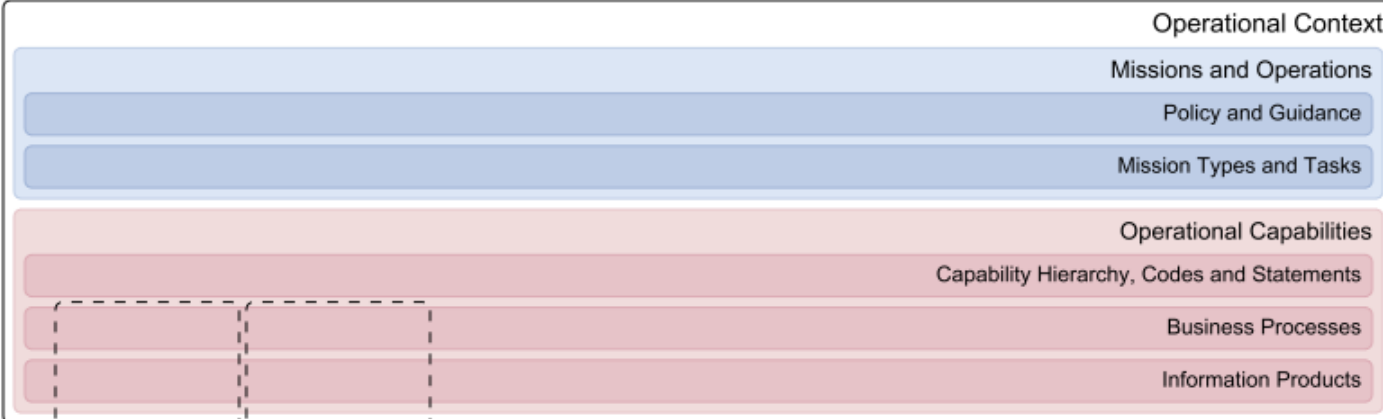 Operational Context
Missions and Operations
Policy and Guidance
Mission Types and Tasks
Operational Capabilities
Capability Hierarchy, Codes and Statements
Business Processes
Information Products